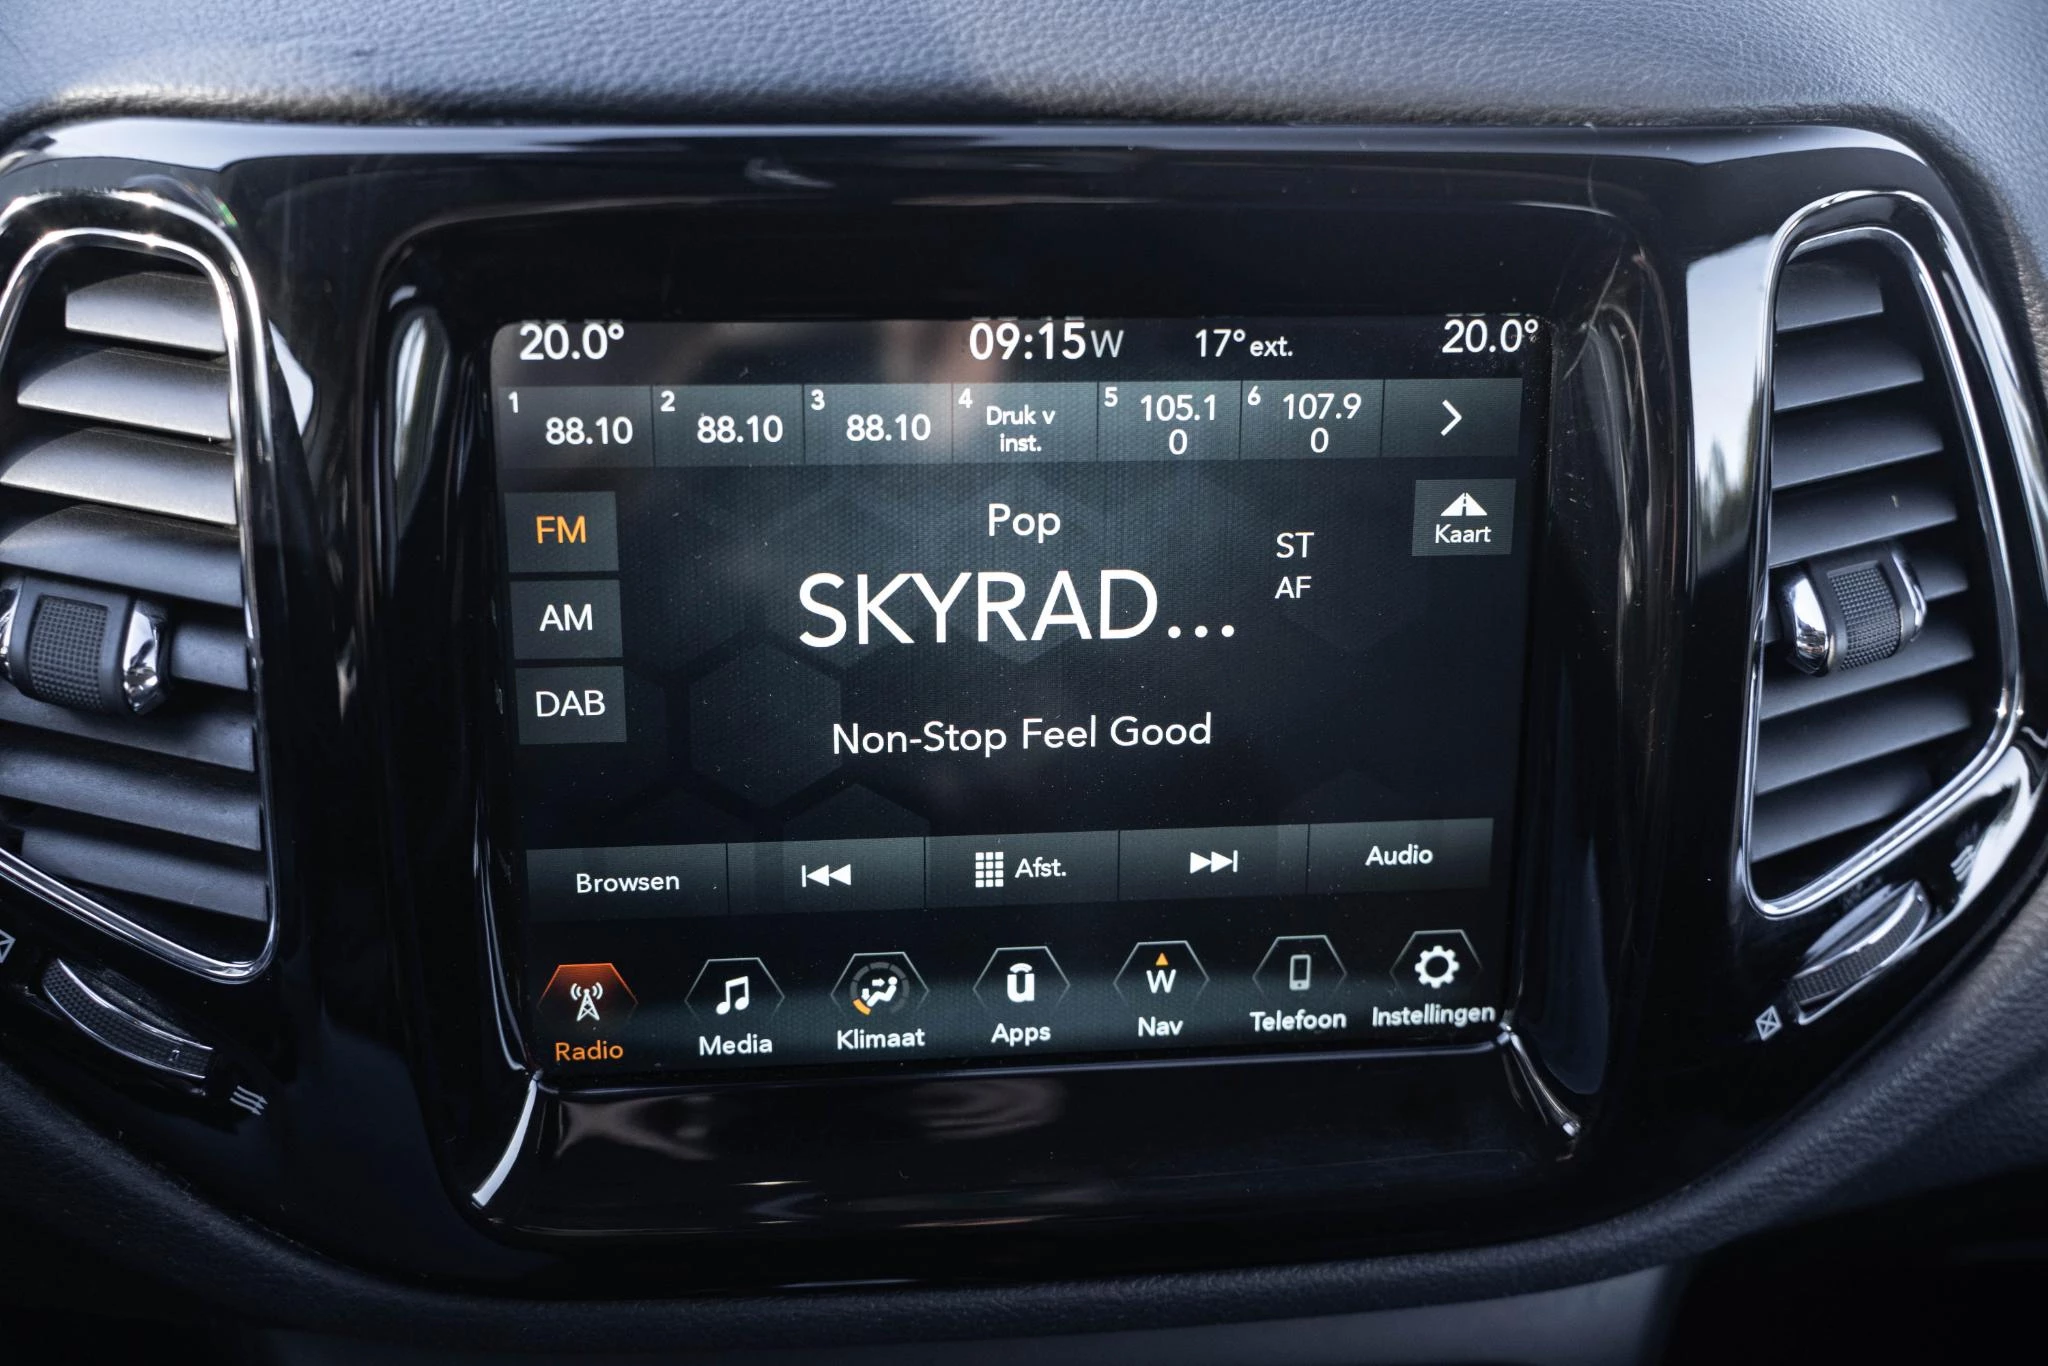 20.0° 09:15 W 17° ext. 20.0°
1 88.10
2 88.10
3 88.10
4 Druk v
inst.
5 105.1
0
6 107.9
0
FM
AM
DAB
Pop
SKYRAD...
Non-Stop Feel Good
ST
AF
Kaart
Browsen Afst. Audio
W
Radio Media Klimaat Apps Nav Telefoon Instellingen